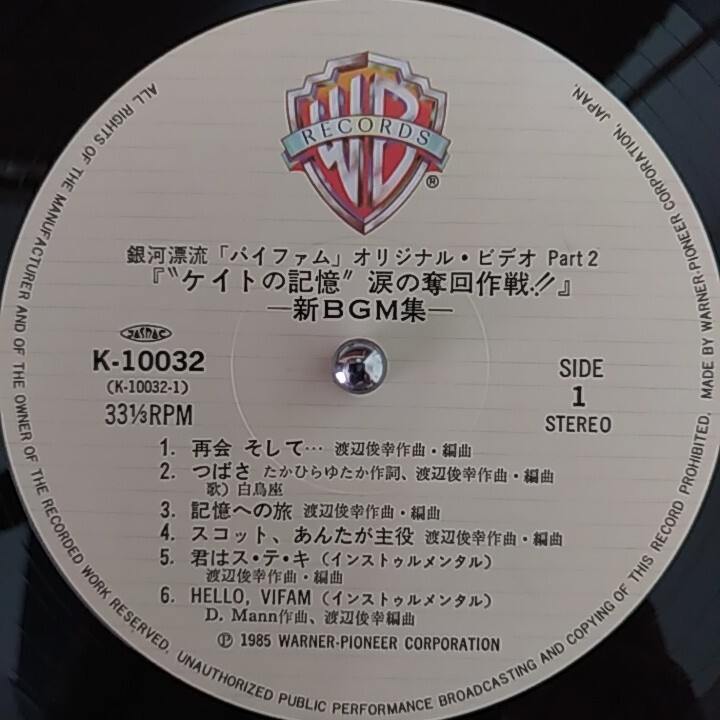 WB
RECORDS
®
銀河漂流「バイファム」オリジナル・ビデオ Part 2
『〝ケイトの記憶〟涙の奪回作戦!!』
—新BGM集—
JASRAC
K-10032
(K-10032-1)
33⅓RPM
SIDE
1
STEREO
1. 再会 そして… 渡辺俊幸作曲・編曲
2. つばさ たかひらゆたか作詞、渡辺俊幸作曲・編曲
歌) 白鳥座
3. 記憶への旅 渡辺俊幸作曲・編曲
4. スコット、あんたが主役 渡辺俊幸作曲・編曲
5. 君はス・テ・キ (インストゥルメンタル)
渡辺俊幸作曲・編曲
6. HELLO, VIFAM (インストゥルメンタル)
D. Mann作曲、渡辺俊幸編曲
Ⓟ 1985 WARNER-PIONEER CORPORATION
ALL RIGHTS OF THE MANUFACTURER AND OF THE OWNER OF THE RECORDED WORK RESERVED. UNAUTHORIZED PUBLIC PERFORMANCE BROADCASTING AND COPYING OF THIS RECORD PROHIBITED. MADE BY WARNER-PIONEER CORPORATION, JAPAN.